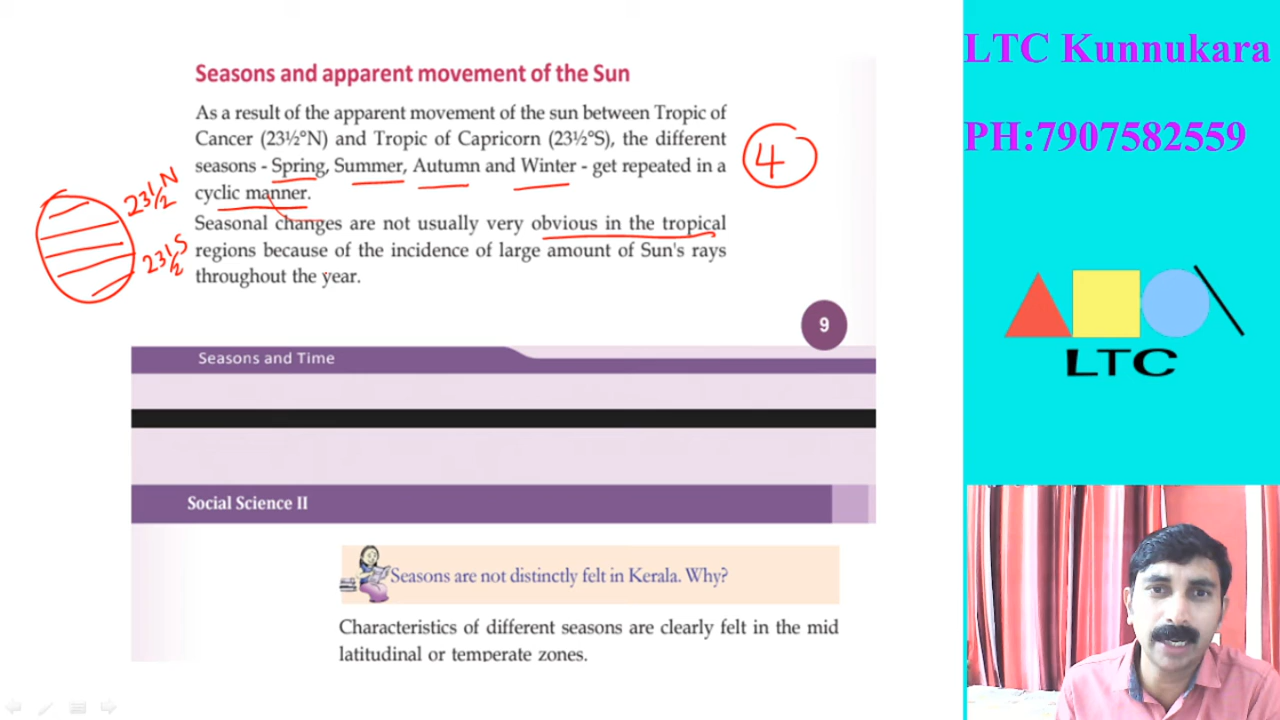 Seasons and apparent movement of the Sun
As a result of the apparent movement of the sun between Tropic of
Cancer (23½°N) and Tropic of Capricorn (23½°S), the different
seasons - Spring, Summer, Autumn and Winter - get repeated in a
cyclic manner.
Seasonal changes are not usually very obvious in the tropical
regions because of the incidence of large amount of Sun's rays
throughout the year.
4
23½N
23½S
9
Seasons and Time
Social Science II
Seasons are not distinctly felt in Kerala. Why?
Characteristics of different seasons are clearly felt in the mid
latitudinal or temperate zones.
LTC Kunnukara
PH:7907582559
LTC